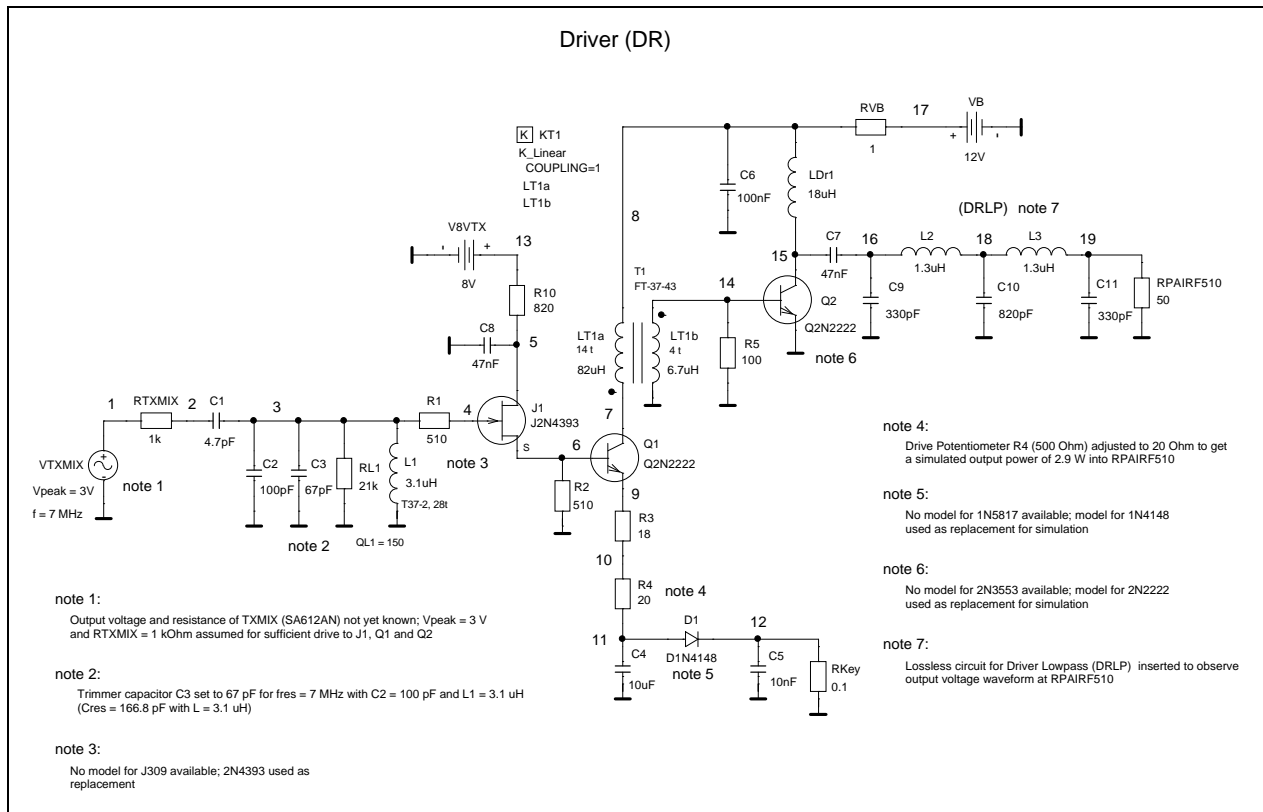 Driver (DR)
K KT1
K_Linear
COUPLING=1
LT1a
LT1b
RVB
1
17
VB
+ -
12V
C6
100nF
LDr1
18uH
8
(DRLP) note 7
V8VTX
- +
8V
13
R10
820
C8
47nF
5
T1
FT-37-43
LT1a
14 t
82uH
LT1b
4 t
6.7uH
14
R5
100
15
Q2
Q2N2222
note 6
C7
47nF
16
L2
1.3uH
18
L3
1.3uH
19
C9
330pF
C10
820pF
C11
330pF
RPAIRF510
50
1
RTXMIX
1k
2
C1
4.7pF
3
R1
510
4
J1
J2N4393
S
note 3
6
7
Q1
Q2N2222
VTXMIX
+
-
Vpeak = 3V
f = 7 MHz
note 1
C2
100pF
C3
67pF
RL1
21k
L1
3.1uH
T37-2, 28t
QL1 = 150
note 2
R2
510
9
R3
18
10
R4
20
note 4
11
C4
10uF
D1
D1N4148
note 5
12
C5
10nF
RKey
0.1
note 1:
Output voltage and resistance of TXMIX (SA612AN) not yet known; Vpeak = 3 V
and RTXMIX = 1 kOhm assumed for sufficient drive to J1, Q1 and Q2
note 2:
Trimmer capacitor C3 set to 67 pF for fres = 7 MHz with C2 = 100 pF and L1 = 3.1 uH
(Cres = 166.8 pF with L = 3.1 uH)
note 3:
No model for J309 available; 2N4393 used as
replacement
note 4:
Drive Potentiometer R4 (500 Ohm) adjusted to 20 Ohm to get
a simulated output power of 2.9 W into RPAIRF510
note 5:
No model for 1N5817 available; model for 1N4148
used as replacement for simulation
note 6:
No model for 2N3553 available; model for 2N2222
used as replacement for simulation
note 7:
Lossless circuit for Driver Lowpass (DRLP) inserted to observe
output voltage waveform at RPAIRF510